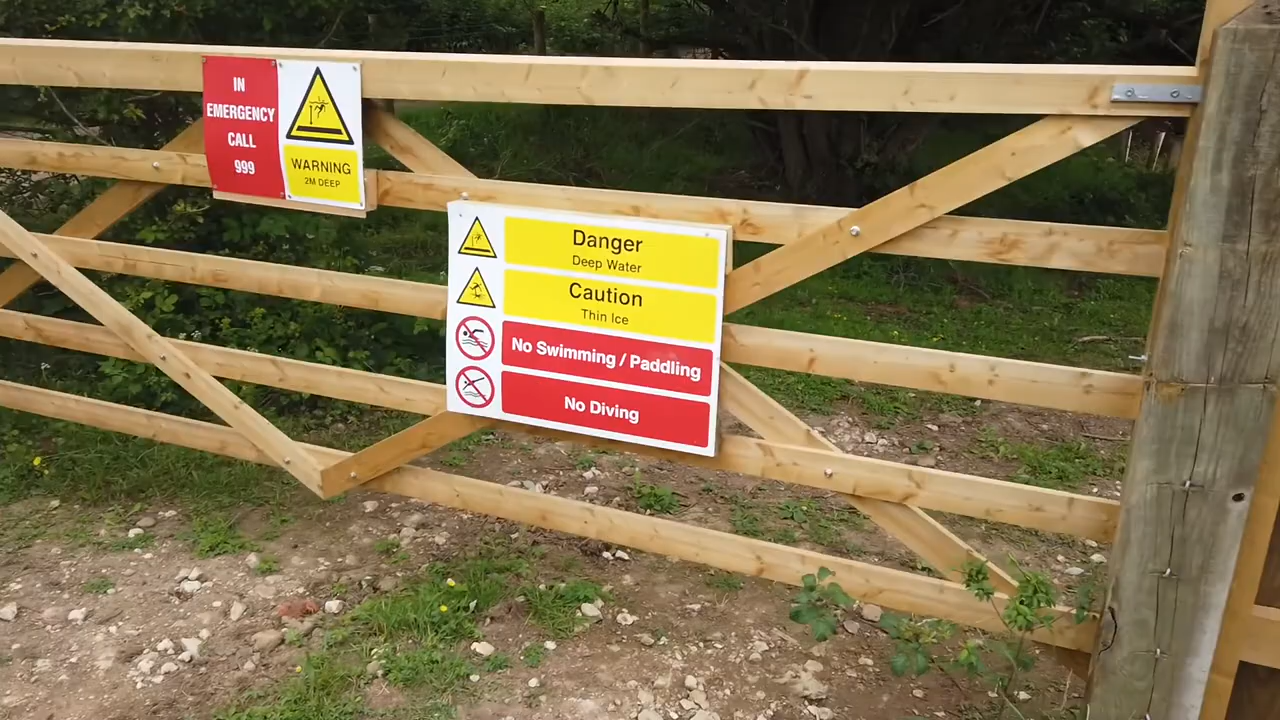 IN
EMERGENCY
CALL
999
WARNING
2M DEEP
Danger
Deep Water
Caution
Thin Ice
No Swimming / Paddling
No Diving